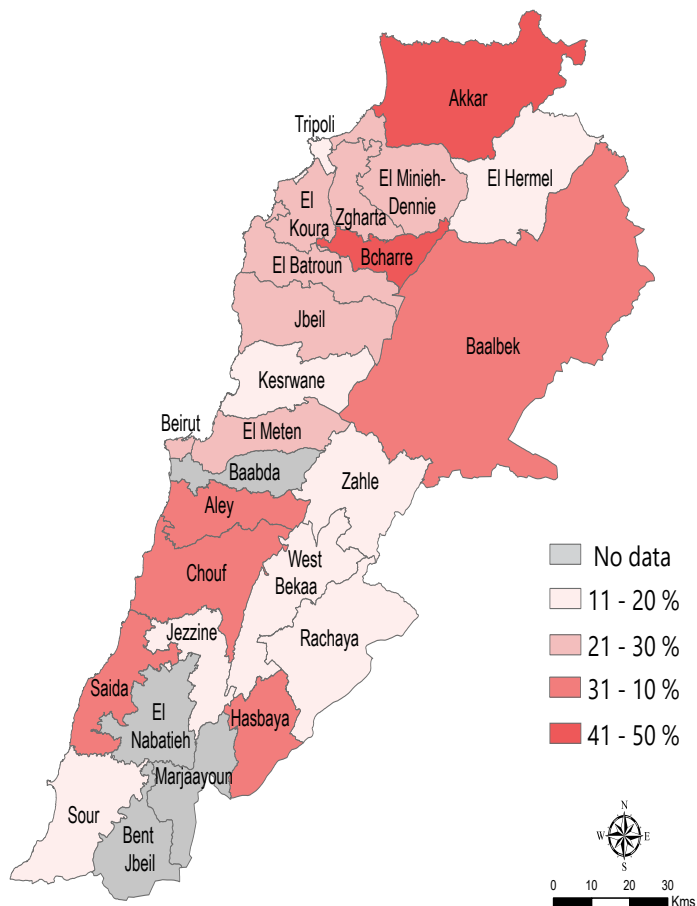 Akkar
Tripoli
El Hermel
El Minieh-
Dennie
El
Koura
Zgharta
Bcharre
El Batroun
Jbeil
Baalbek
Kesrwane
Beirut
El Meten
Baabda
Zahle
Aley
West
Bekaa
Chouf
Jezzine
Rachaya
Saida
El
Nabatieh
Hasbaya
Marjaayoun
Sour
Bent
Jbeil
No data
11 - 20 %
21 - 30 %
31 - 10 %
41 - 50 %
N
W E
S
0 10 20 30
Kms